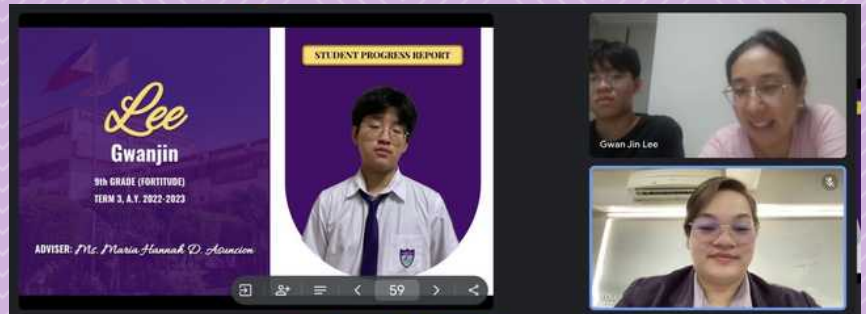 Lee
Gwanjin
9th GRADE (FORTITUDE)
TERM 3, A.Y. 2022-2023
ADVISER: Ms. Maria Hannah D. Asuncion
STUDENT PROGRESS REPORT
59
Gwan Jin Lee